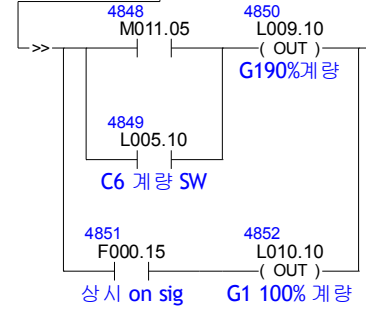 4848 4850
M011.05 L009.10
>> ( OUT )
G190%계량
4849
L005.10
C6 계량 SW
4851 4852
F000.15 L010.10
( OUT )
상시 on sig G1 100% 계량